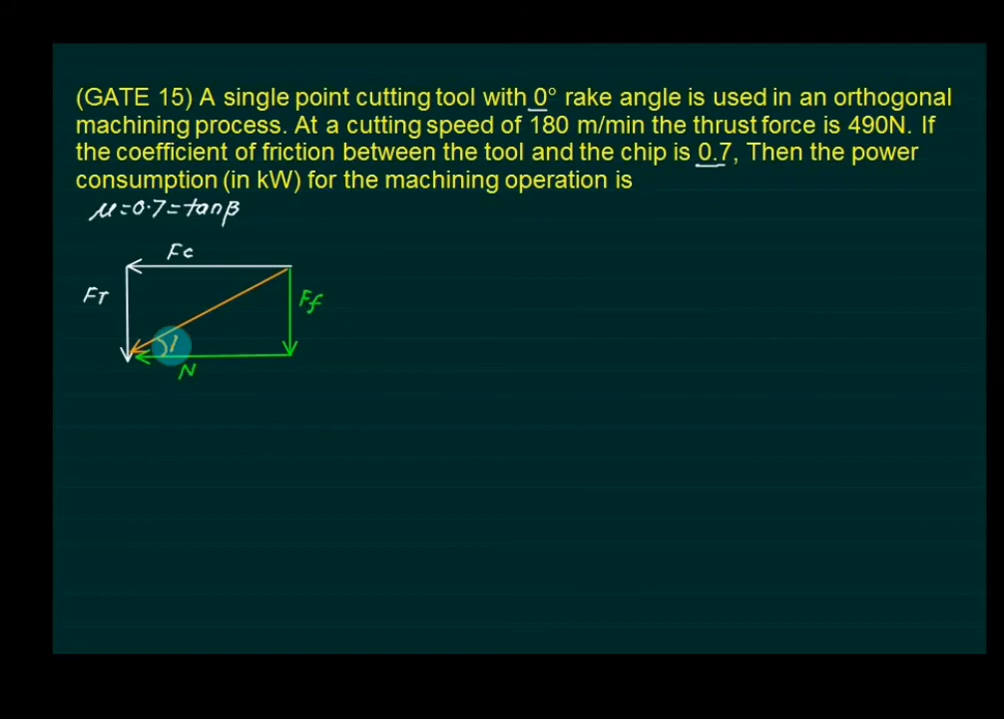 (GATE 15) A single point cutting tool with 0° rake angle is used in an orthogonal
machining process. At a cutting speed of 180 m/min the thrust force is 490N. If
the coefficient of friction between the tool and the chip is 0.7, Then the power
consumption (in kW) for the machining operation is
μ=0.7=tanβ
Fc
FT
Ff
N